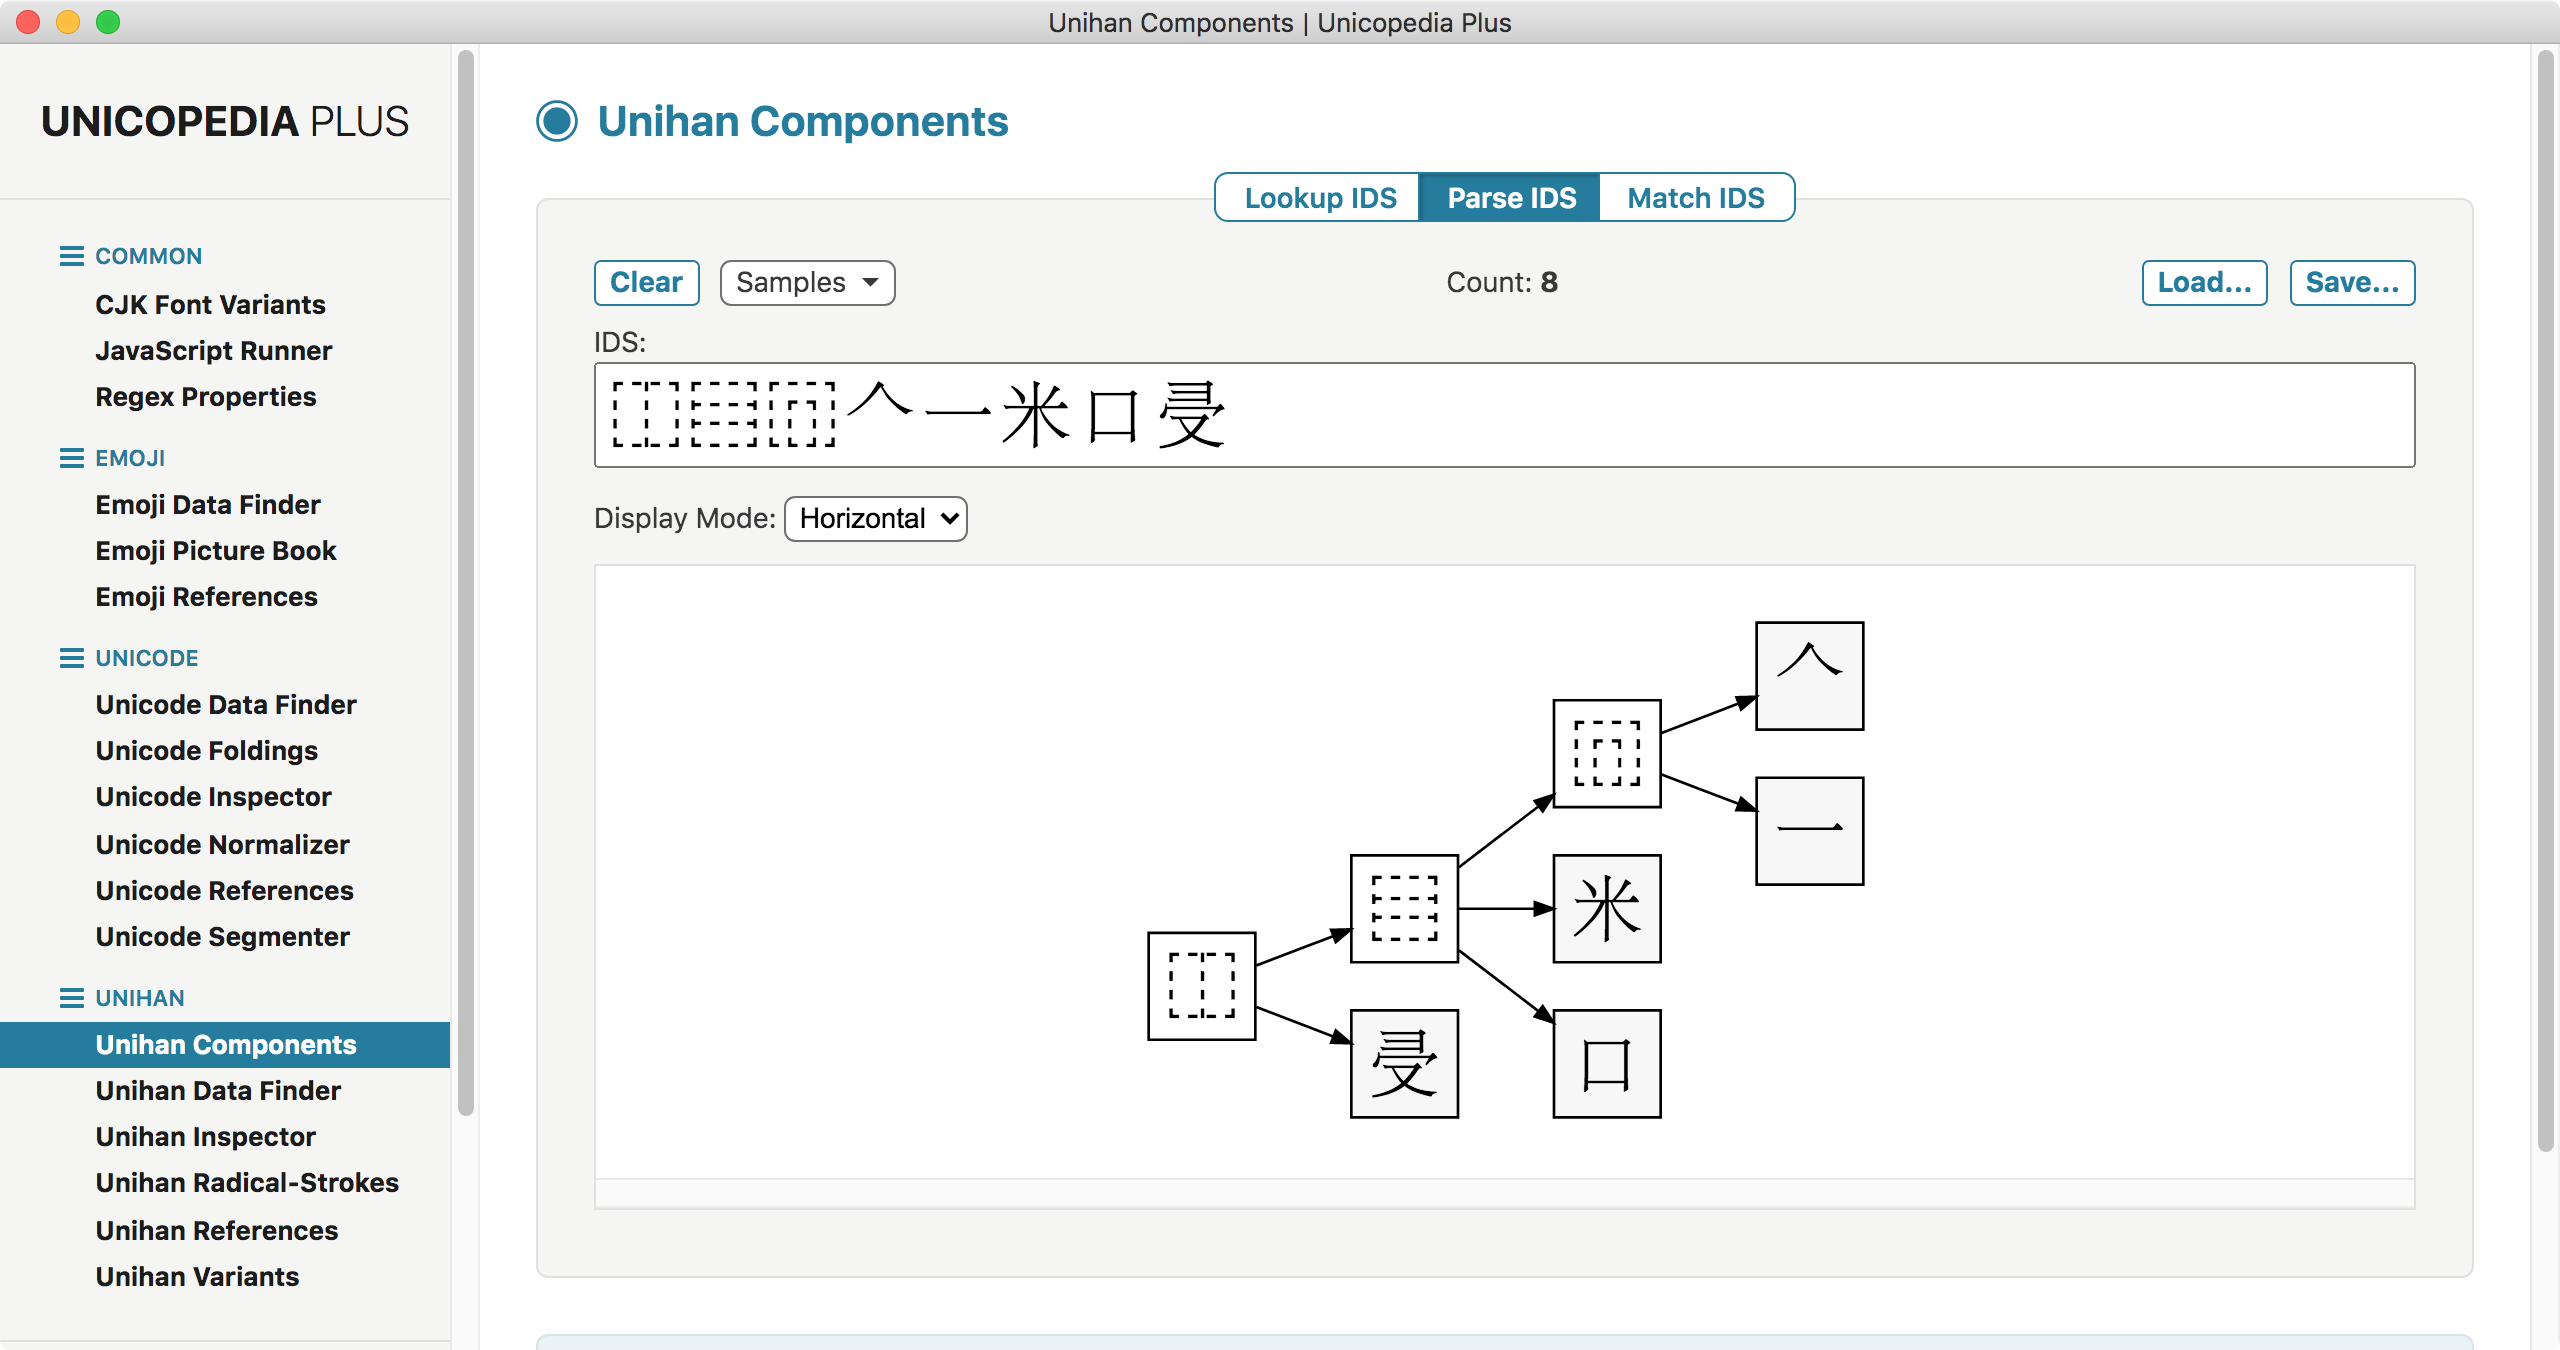 Unihan Components | Unicopedia Plus
UNICOPEDIA PLUS
COMMON
CJK Font Variants
JavaScript Runner
Regex Properties
EMOJI
Emoji Data Finder
Emoji Picture Book
Emoji References
UNICODE
Unicode Data Finder
Unicode Foldings
Unicode Inspector
Unicode Normalizer
Unicode References
Unicode Segmenter
UNIHAN
Unihan Components
Unihan Data Finder
Unihan Inspector
Unihan Radical-Strokes
Unihan References
Unihan Variants
Unihan Components
Lookup IDS
Parse IDS
Match IDS
Clear
Samples
Count: 8
Load...
Save...
IDS:
⿰⿳⿵𠆢一米口㕝
Display Mode: Horizontal
𠆢
⿵
一
⿳
米
⿰
口